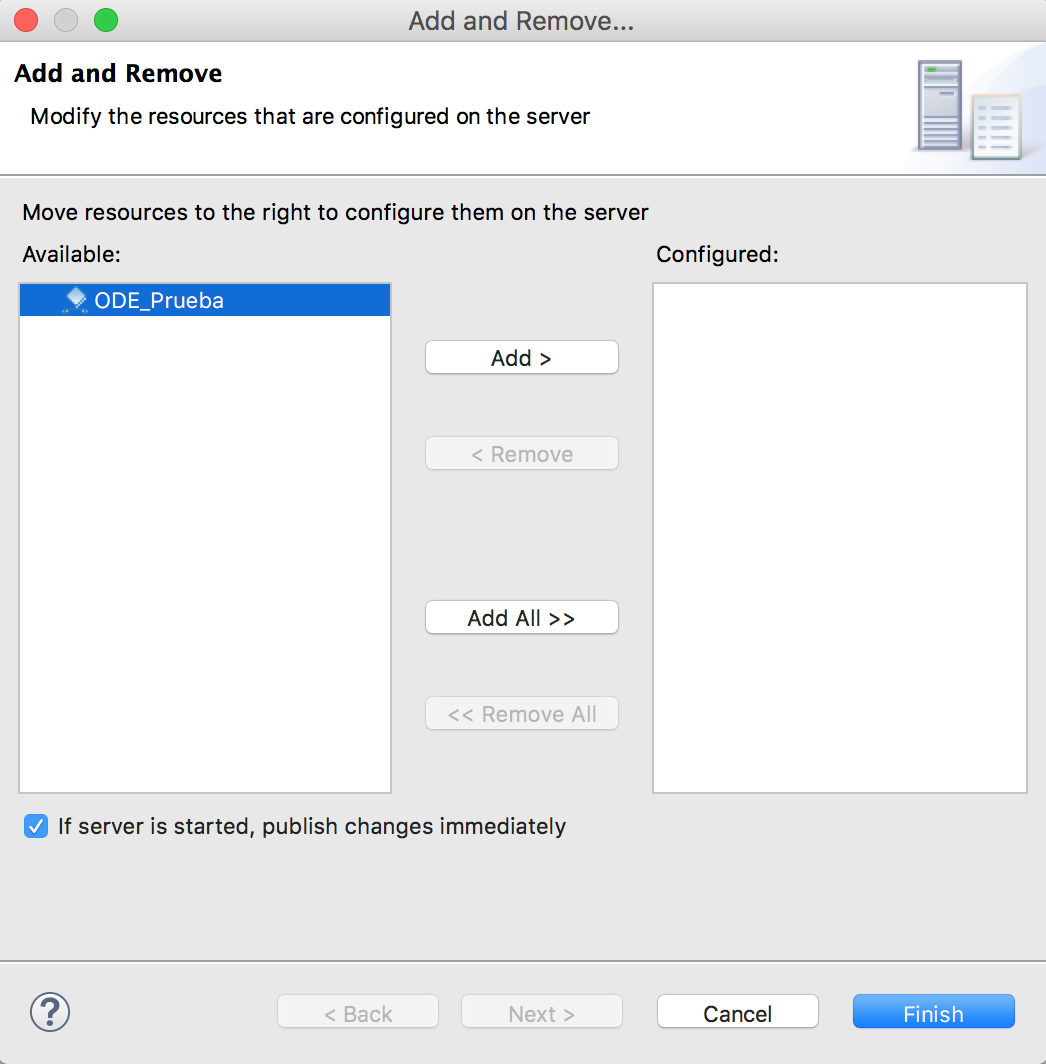 Add and Remove...
Add and Remove
Modify the resources that are configured on the server
Move resources to the right to configure them on the server
Available:
Configured:
ODE_Prueba
Add >
< Remove
Add All >>
<< Remove All
If server is started, publish changes immediately
?
< Back
Next >
Cancel
Finish